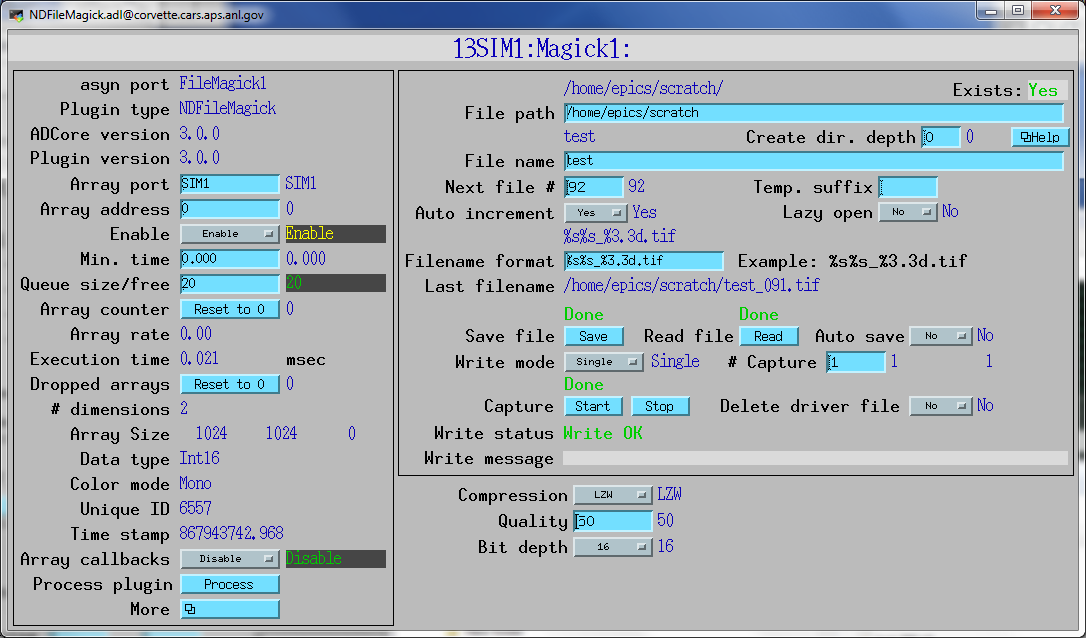 NDFileMagick.adl@corvette.cars.aps.anl.gov
13SIM1:Magick1:
asyn port FileMagick1
Plugin type NDFileMagick
ADCore version 3.0.0
Plugin version 3.0.0
Array port SIM1 SIM1
Array address 0 0
Enable Enable Enable
Min. time 0.000 0.000
Queue size/free 20 20
Array counter Reset to 0 0
Array rate 0.00
Execution time 0.021 msec
Dropped arrays Reset to 0 0
# dimensions 2
Array Size 1024 1024 0
Data type Int16
Color mode Mono
Unique ID 6557
Time stamp 867943742.968
Array callbacks Disable Disable
Process plugin Process
More
/home/epics/scratch/ Exists: Yes
File path /home/epics/scratch
test Create dir. depth 0 0 Help
File name test
Next file # 92 92 Temp. suffix
Auto increment Yes Yes Lazy open No No
%s%s_%3.3d.tif
Filename format %s%s_%3.3d.tif Example: %s%s_%3.3d.tif
Last filename /home/epics/scratch/test_091.tif
Done Done
Save file Save Read file Read Auto save No No
Write mode Single Single # Capture 1 1 1
Done
Capture Start Stop Delete driver file No No
Write status Write OK
Write message
Compression LZW LZW
Quality 50 50
Bit depth 16 16